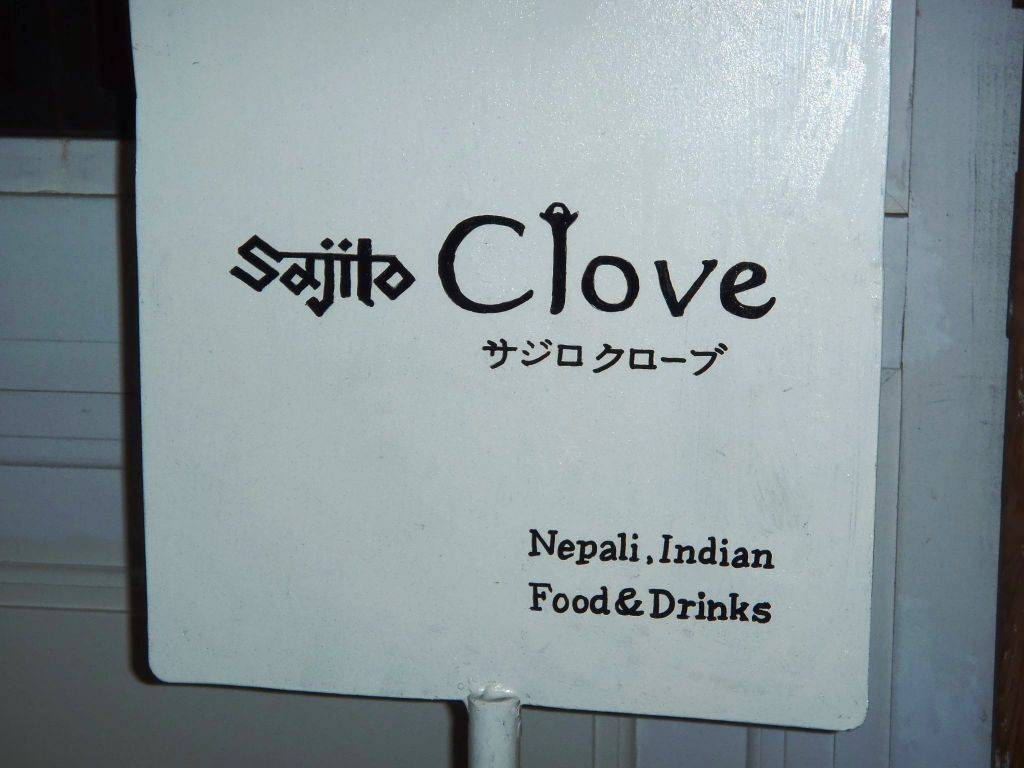 Sajilo Clove
サジロ クローブ
Nepali, Indian
Food & Drinks